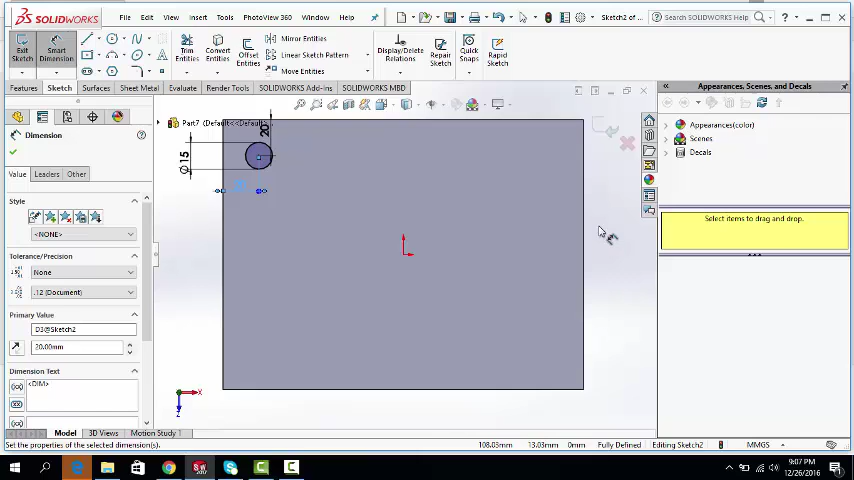 SOLIDWORKS
File Edit View Insert Tools PhotoView 360 Window Help
Sketch2 of ...
Search SOLIDWORKS Help
Exit Sketch
Smart Dimension
Trim Entities
Convert Entities
Offset Entities
Mirror Entities
Linear Sketch Pattern
Move Entities
Display/Delete Relations
Repair Sketch
Quick Snaps
Rapid Sketch
Features Sketch Surfaces Sheet Metal Evaluate Render Tools SOLIDWORKS Add-Ins SOLIDWORKS MBD
Appearances, Scenes, and Decals
Part7 (Default<<Default>...
Dimension
Value Leaders Other
Style
<NONE>
Tolerance/Precision
None
.12 (Document)
Primary Value
D3@Sketch2
20.00mm
Dimension Text
<DIM>
20
Ø15
X
Z
Appearances(color)
Scenes
Decals
Select items to drag and drop.
Model 3D Views Motion Study 1
Set the properties of the selected dimension(s).
108.03mm 13.03mm 0mm Fully Defined Editing Sketch2 MMGS
9:07 PM
12/26/2016